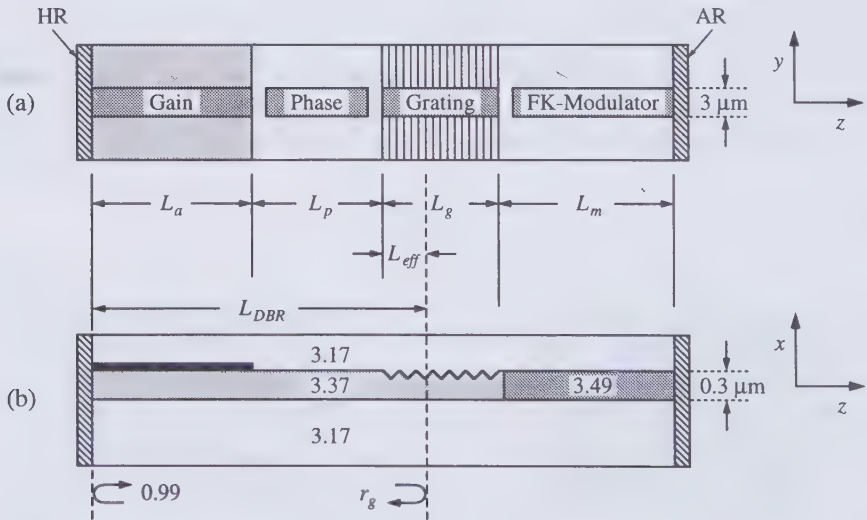 HR
AR
(a)
Gain
Phase
Grating
FK-Modulator
3 μm
y
z
L_a
L_p
L_g
L_m
L_eff
L_DBR
(b)
3.17
3.37
3.49
3.17
0.3 μm
x
z
0.99
r_g